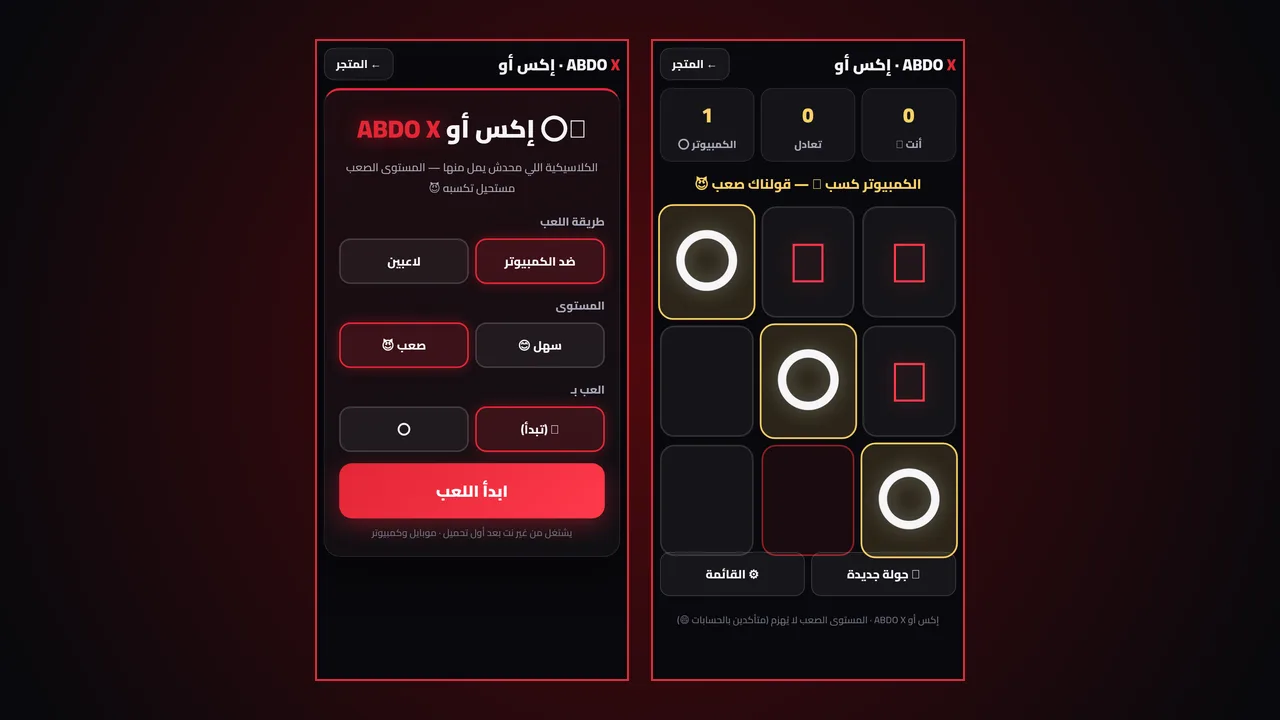 ABDO X · إكس أو
← المتجر
⭕ إكس أو ABDO X
الكلاسيكية اللي محدش يمل منها — المستوى الصعب
مستحيل تكسبه 😈
طريقة اللعب
ضد الكمبيوتر
لاعبين
المستوى
سهل 😊
صعب 😈
العب بـ
(تبدأ)
⭕
ابدأ اللعب
يشتغل من غير نت بعد أول تحميل · موبايل وكمبيوتر
ABDO X · إكس أو
← المتجر
0
أنت
0
تعادل
1
الكمبيوتر ⭕
الكمبيوتر كسب — قولناك صعب 😈
جولة جديدة
⚙ القائمة
إكس أو ABDO X · المستوى الصعب لا يُهزم (متأكدين بالحسابات 😄)